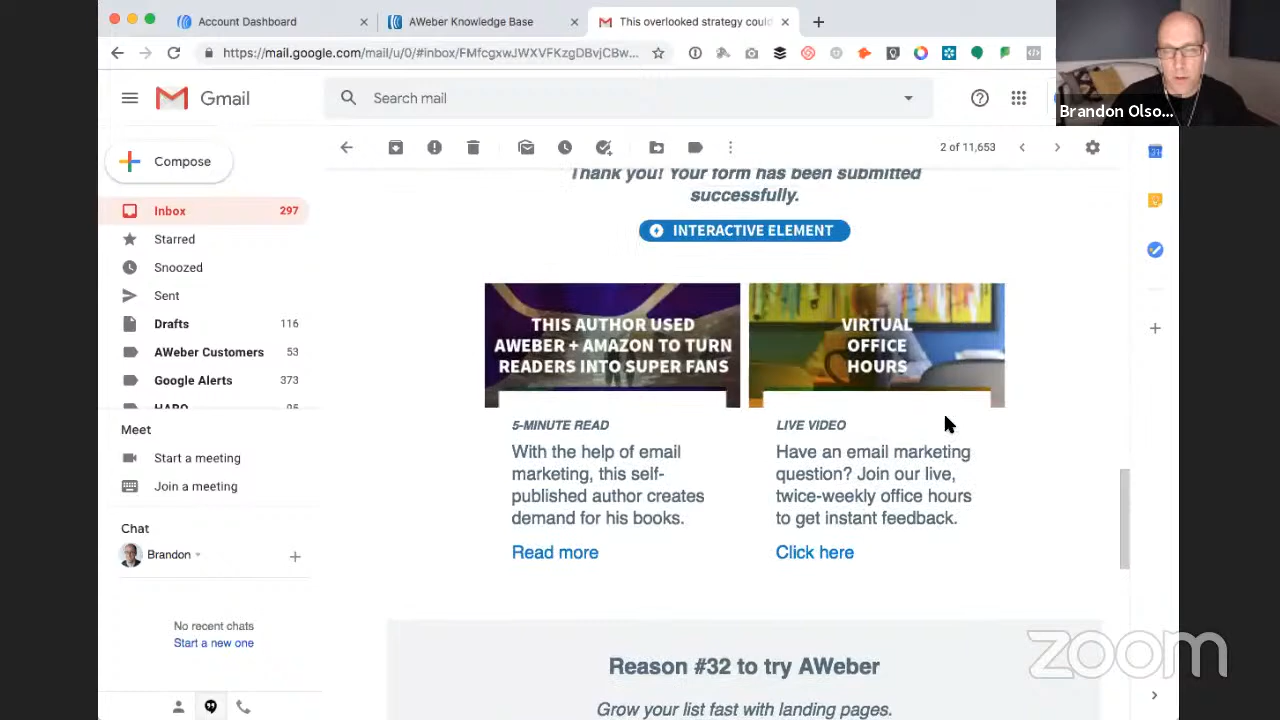 Account Dashboard
AWeber Knowledge Base
This overlooked strategy could
https://mail.google.com/mail/u/0/#inbox/FMfcgxwJWXVFKzgDBvjCBw...
Brandon Olso...
Gmail
Search mail
Compose
2 of 11,653
Inbox 297
Starred
Snoozed
Sent
Drafts 116
AWeber Customers 53
Google Alerts 373
HARO
Meet
Start a meeting
Join a meeting
Chat
Brandon
No recent chats
Start a new one
Thank you! Your form has been submitted
successfully.
INTERACTIVE ELEMENT
THIS AUTHOR USED
AWEBER + AMAZON TO TURN
READERS INTO SUPER FANS
5-MINUTE READ
With the help of email
marketing, this self-
published author creates
demand for his books.
Read more
VIRTUAL
OFFICE
HOURS
LIVE VIDEO
Have an email marketing
question? Join our live,
twice-weekly office hours
to get instant feedback.
Click here
Reason #32 to try AWeber
Grow your list fast with landing pages.
zoom